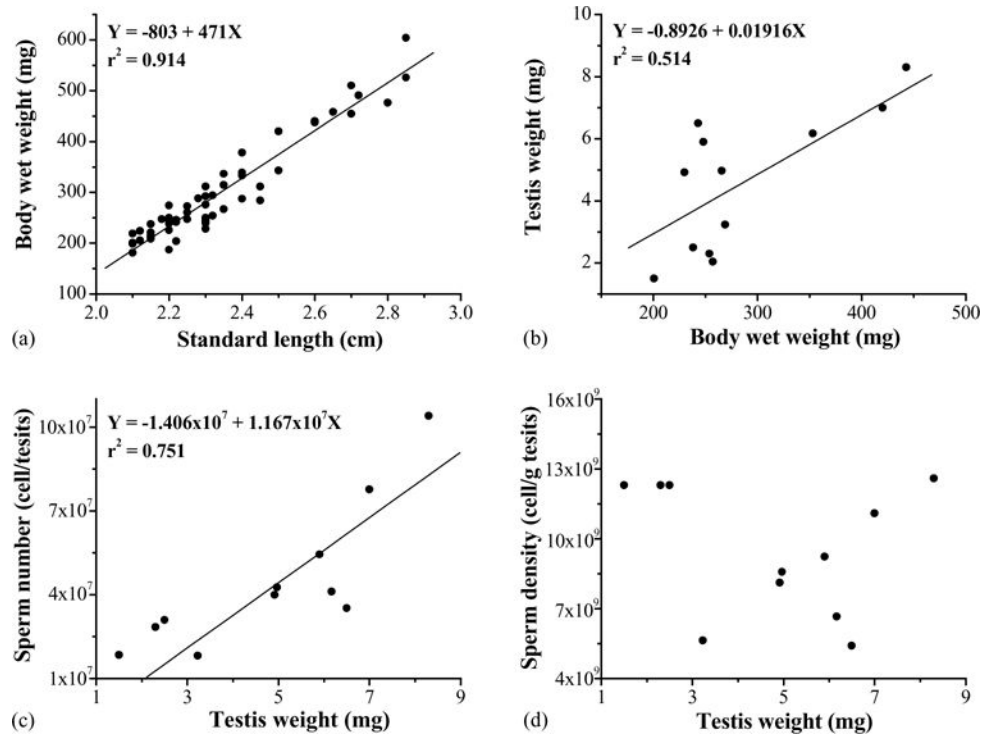 Y = -803 + 471X
r² = 0.914
Body wet weight (mg)
600
500
400
300
200
100
2.0 2.2 2.4 2.6 2.8 3.0
(a) Standard length (cm)
Y = -0.8926 + 0.01916X
r² = 0.514
Testis weight (mg)
10
8
6
4
2
200 300 400 500
(b) Body wet weight (mg)
Y = -1.406x10⁷ + 1.167x10⁷X
r² = 0.751
Sperm number (cell/tesits)
10x10⁷
7x10⁷
4x10⁷
1x10⁷
1 3 5 7 9
(c) Testis weight (mg)
Sperm density (cell/g tesits)
16x10⁹
13x10⁹
10x10⁹
7x10⁹
4x10⁹
1 3 5 7 9
(d) Testis weight (mg)